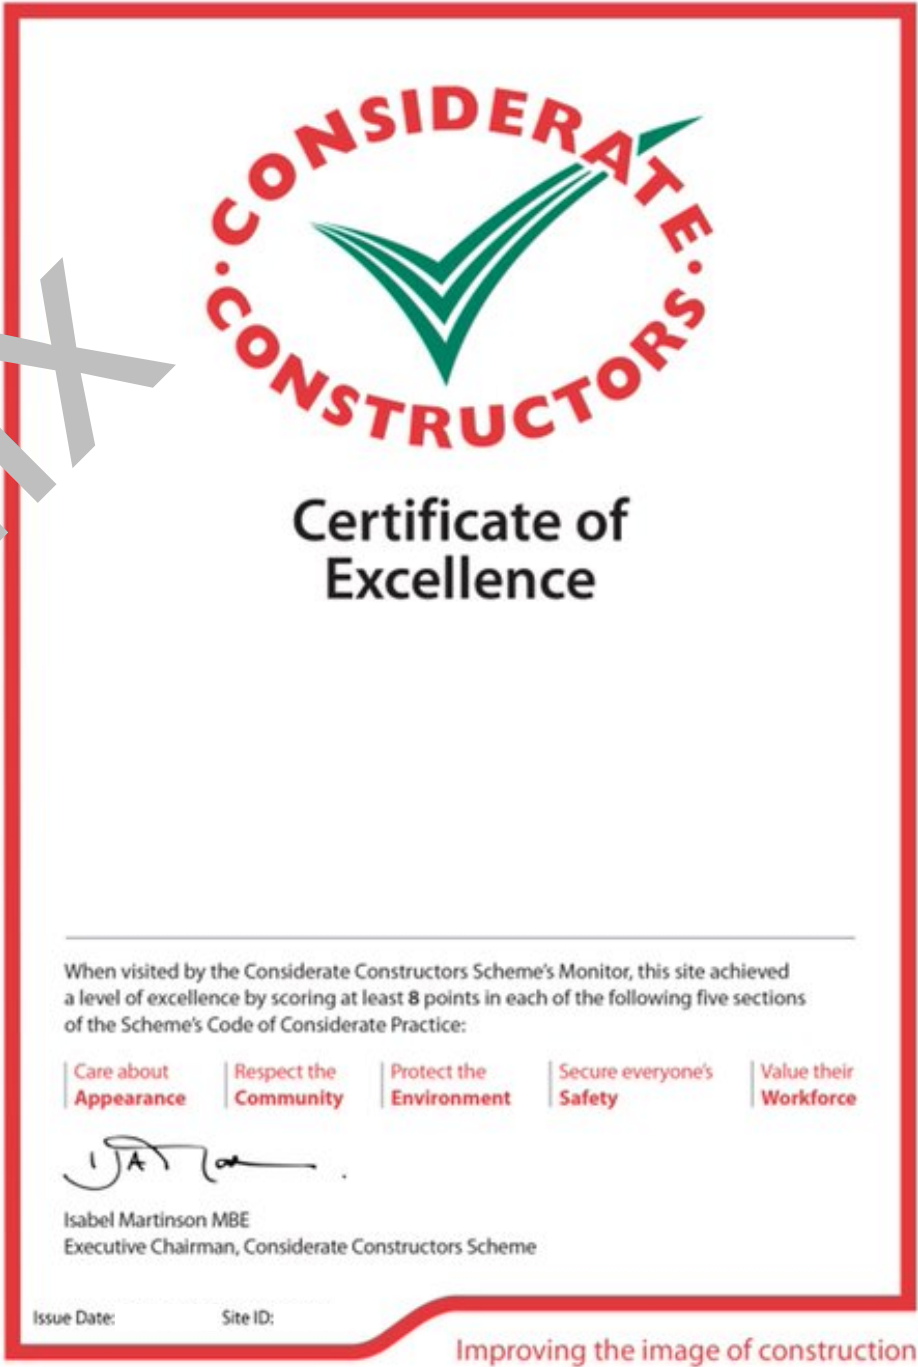 CONSIDERATE
CONSTRUCTORS
Certificate of
Excellence
When visited by the Considerate Constructors Scheme's Monitor, this site achieved
a level of excellence by scoring at least 8 points in each of the following five sections
of the Scheme's Code of Considerate Practice:
Care about
Appearance
Respect the
Community
Protect the
Environment
Secure everyone's
Safety
Value their
Workforce
Isabel Martinson MBE
Executive Chairman, Considerate Constructors Scheme
Issue Date: Site ID:
Improving the image of construction